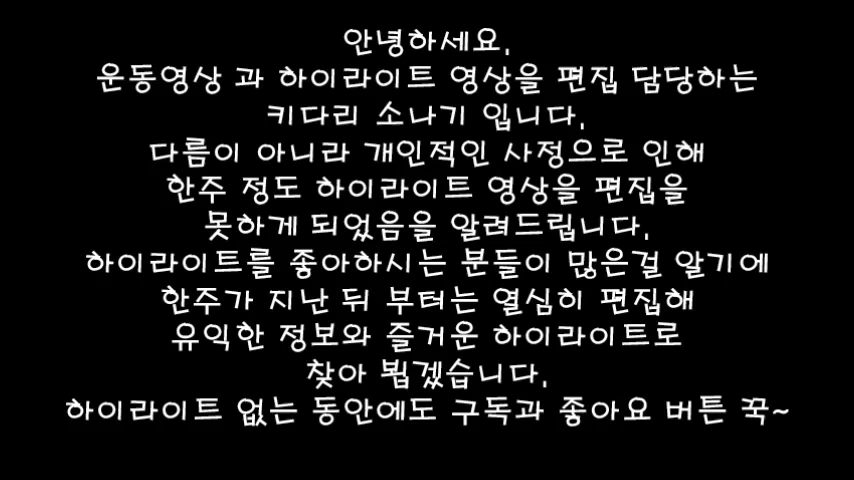 안녕하세요.
운동영상 과 하이라이트 영상을 편집 담당하는
키다리 소나기 입니다.
다름이 아니라 개인적인 사정으로 인해
한주 정도 하이라이트 영상을 편집을
못하게 되었음을 알려드립니다.
하이라이트를 좋아하시는 분들이 많은걸 알기에
한주가 지난 뒤 부터는 열심히 편집해
유익한 정보와 즐거운 하이라이트로
찾아 뵙겠습니다.
하이라이트 없는 동안에도 구독과 좋아요 버튼 꾹~